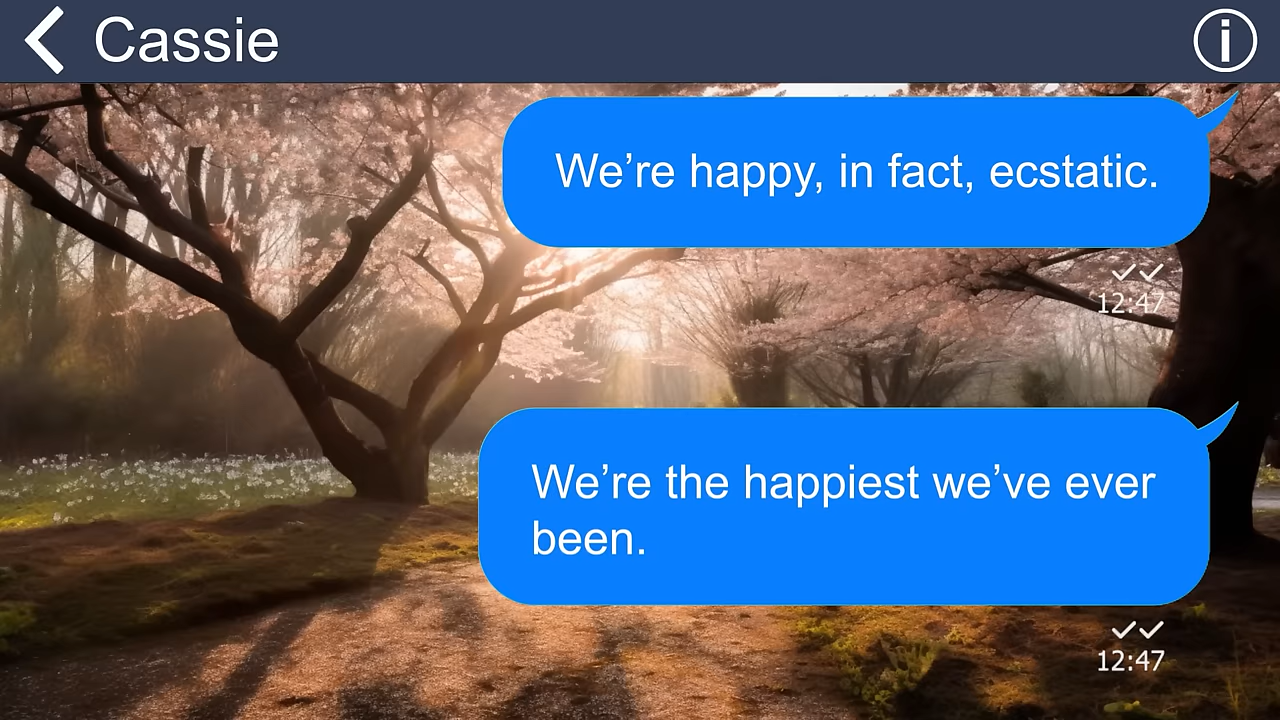 Cassie
We’re happy, in fact, ecstatic.
12:47
We’re the happiest we’ve ever
been.
12:47